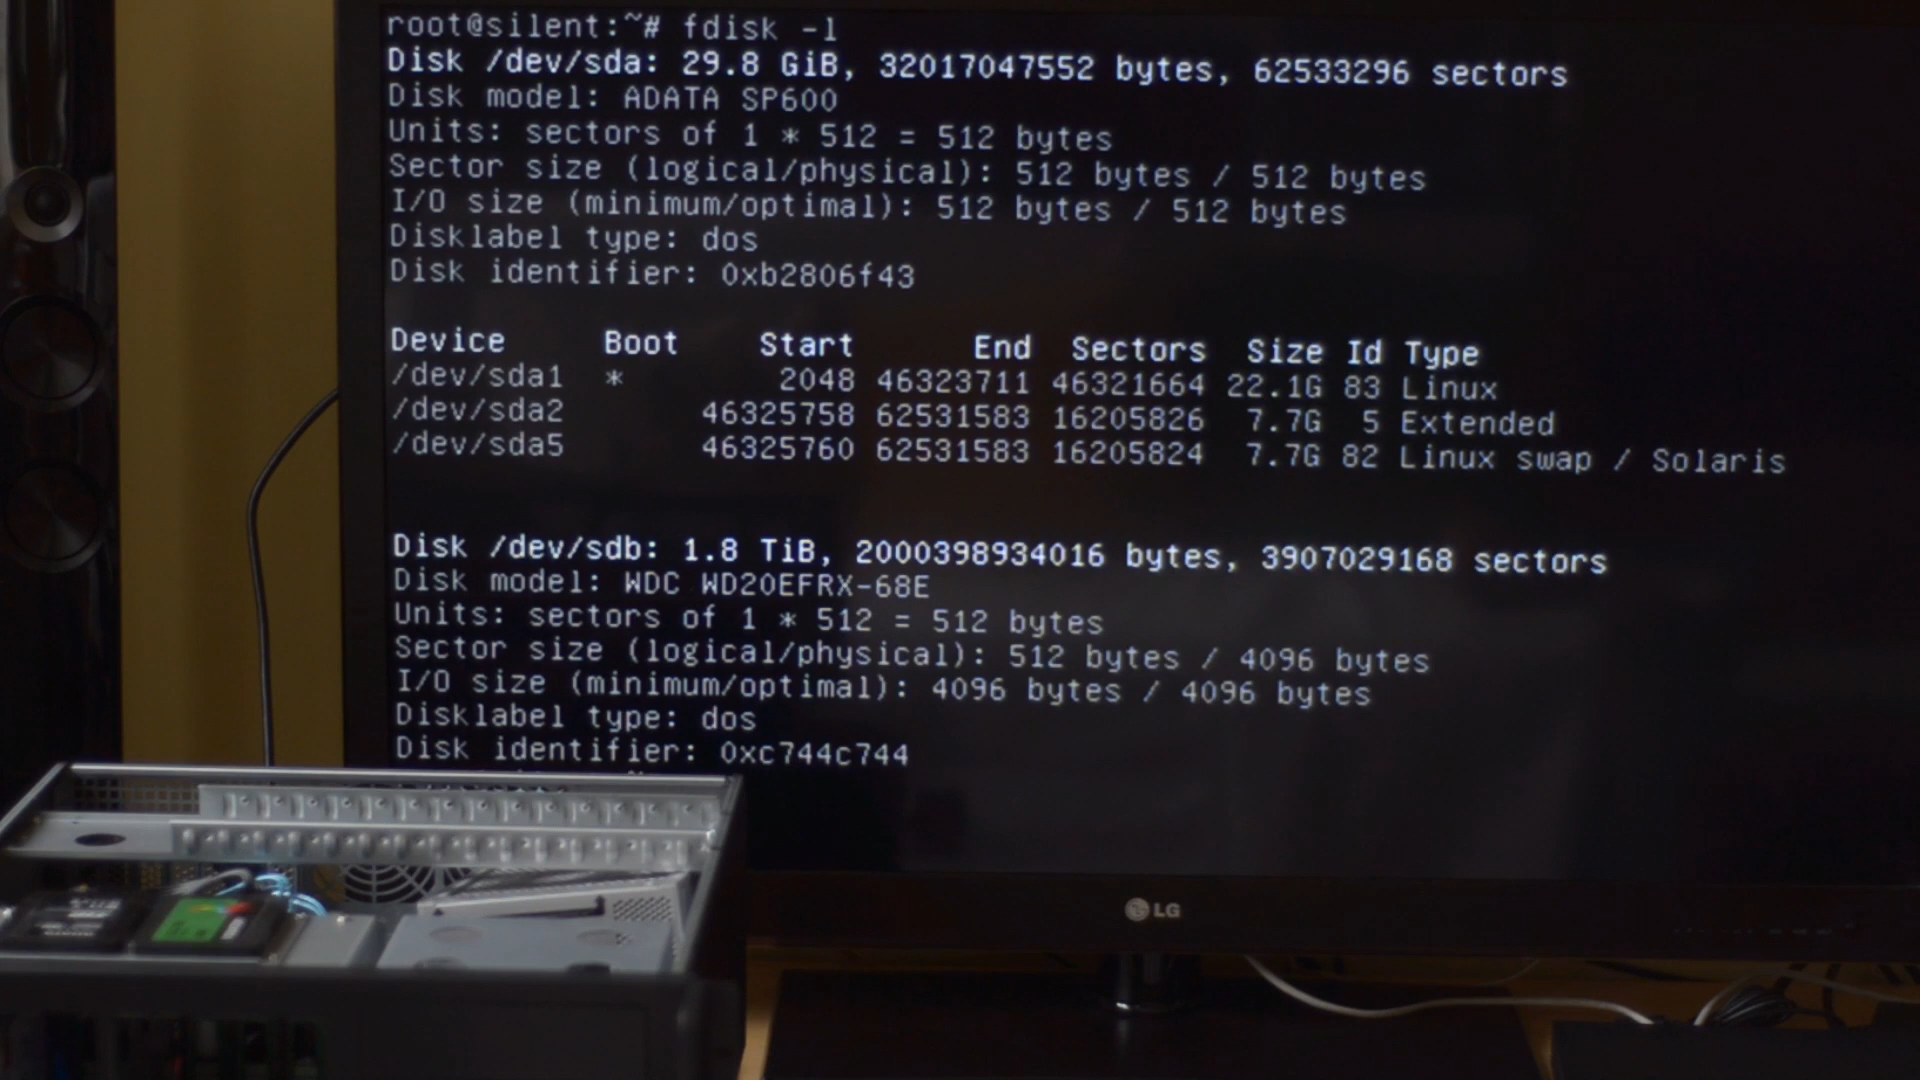 root@silent:~# fdisk -l
Disk /dev/sda: 29.8 GiB, 32017047552 bytes, 62533296 sectors
Disk model: ADATA SP600
Units: sectors of 1 * 512 = 512 bytes
Sector size (logical/physical): 512 bytes / 512 bytes
I/O size (minimum/optimal): 512 bytes / 512 bytes
Disklabel type: dos
Disk identifier: 0xb2806f43
Device Boot Start End Sectors Size Id Type
/dev/sda1 * 2048 46323711 46321664 22.1G 83 Linux
/dev/sda2 46325758 62531583 16205826 7.7G 5 Extended
/dev/sda5 46325760 62531583 16205824 7.7G 82 Linux swap / Solaris
Disk /dev/sdb: 1.8 TiB, 2000398934016 bytes, 3907029168 sectors
Disk model: WDC WD20EFRX-68E
Units: sectors of 1 * 512 = 512 bytes
Sector size (logical/physical): 512 bytes / 4096 bytes
I/O size (minimum/optimal): 4096 bytes / 4096 bytes
Disklabel type: dos
Disk identifier: 0xc744c744
LG